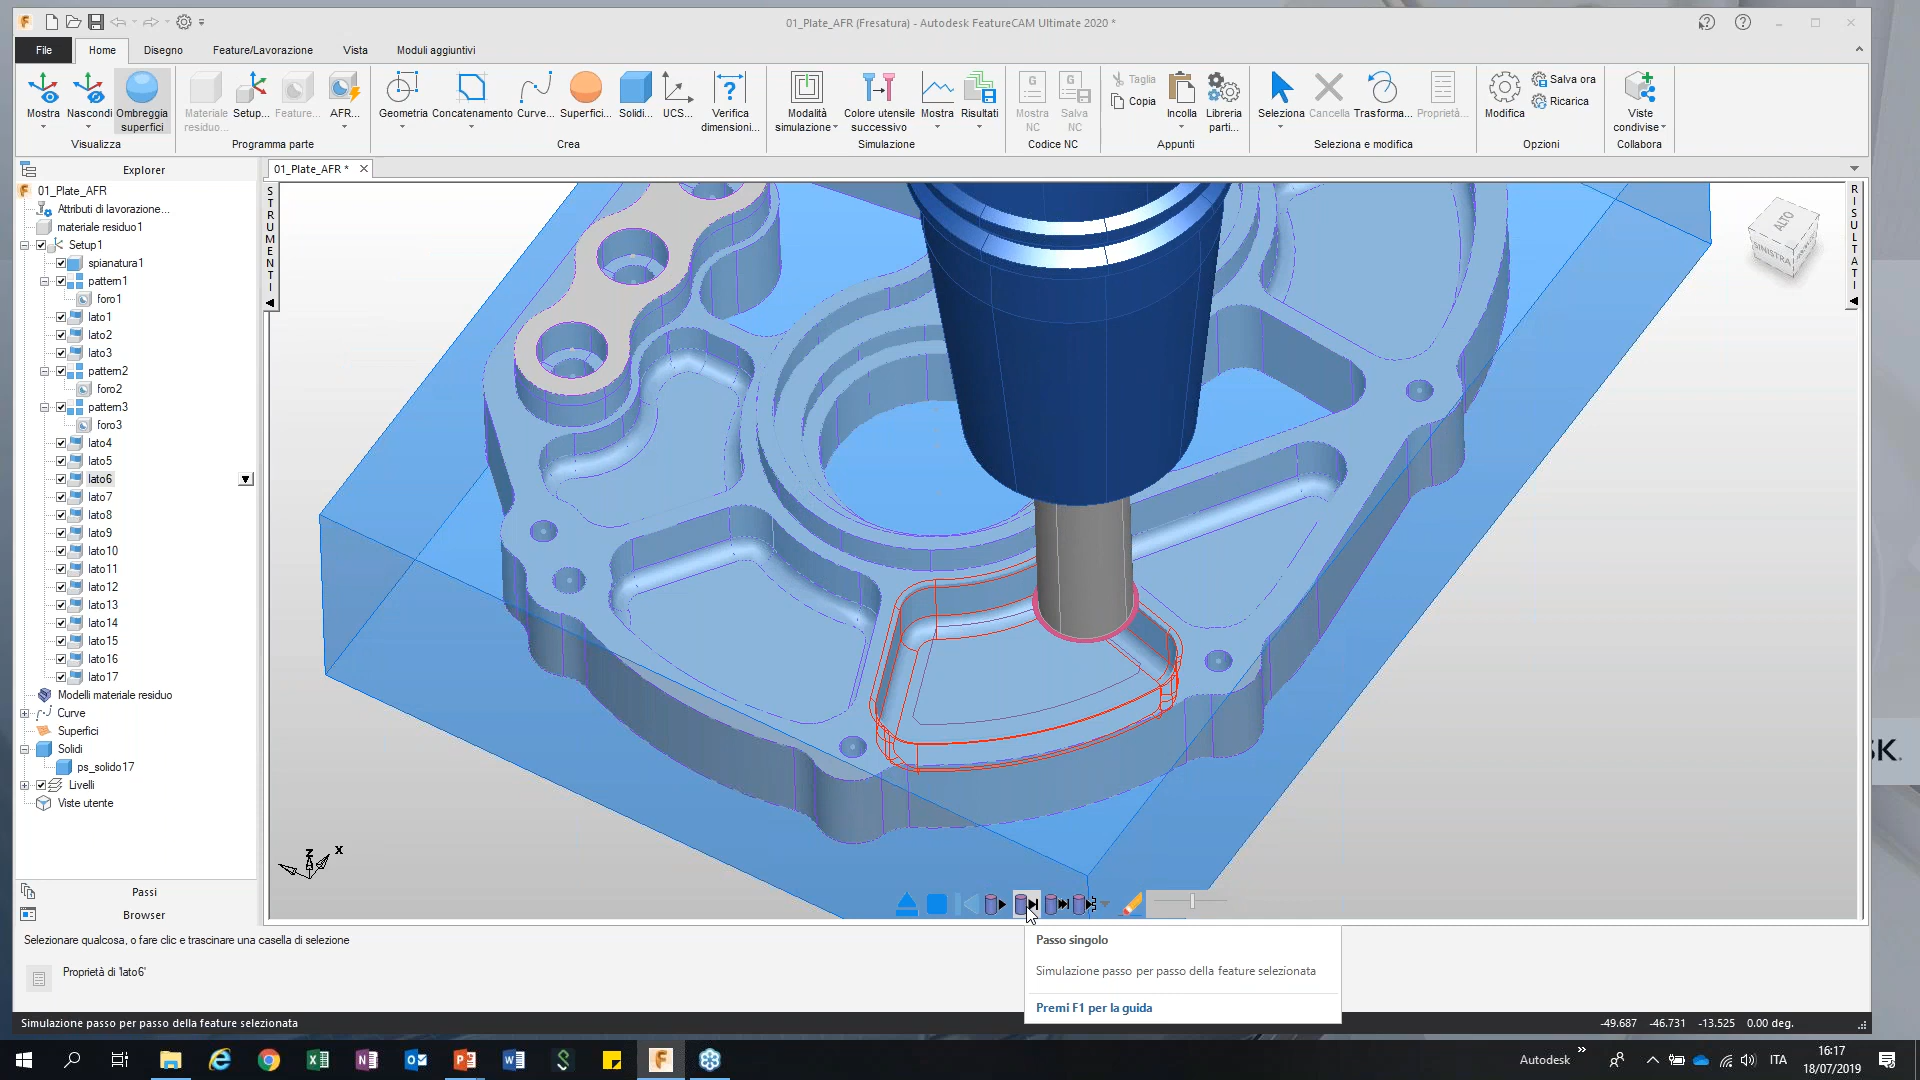 01_Plate_AFR (Fresatura) - Autodesk FeatureCAM Ultimate 2020 *
File Home Disegno Feature/Lavorazione Vista Moduli aggiuntivi
Mostra Nascondi Ombreggia superfici
Materiale residuo... Setup... Feature... AFR...
Geometria Concatenamento Curve... Superfici... Solidi... UCS... Verifica dimensioni...
Modalità simulazione Colore utensile successivo Mostra Risultati
Mostra NC Salva NC
Taglia
Copia
Incolla Libreria parti...
Seleziona Cancella Trasforma... Proprietà...
Modifica Salva ora
Ricarica
Viste condivise
Visualizza Programma parte Crea Simulazione Codice NC Appunti Seleziona e modifica Opzioni Collabora
Explorer
01_Plate_AFR *
01_Plate_AFR
Attributi di lavorazione...
materiale residuo1
Setup1
spianatura1
pattern1
foro1
lato1
lato2
lato3
pattern2
foro2
pattern3
foro3
lato4
lato5
lato6
lato7
lato8
lato9
lato10
lato11
lato12
lato13
lato14
lato15
lato16
lato17
Modelli materiale residuo
Curve
Superfici
Solidi
ps_solido17
Livelli
Viste utente
Passi
Browser
STRUMENTI
RISULTATI
ALTO
SINISTRA
Z
X
Passo singolo
Simulazione passo per passo della feature selezionata
Premi F1 per la guida
Selezionare qualcosa, o fare clic e trascinare una casella di selezione
Proprietà di 'lato6'
Simulazione passo per passo della feature selezionata
-49.687 -46.731 -13.525 0.00 deg.
SK.
Autodesk
ITA
16:17
18/07/2019